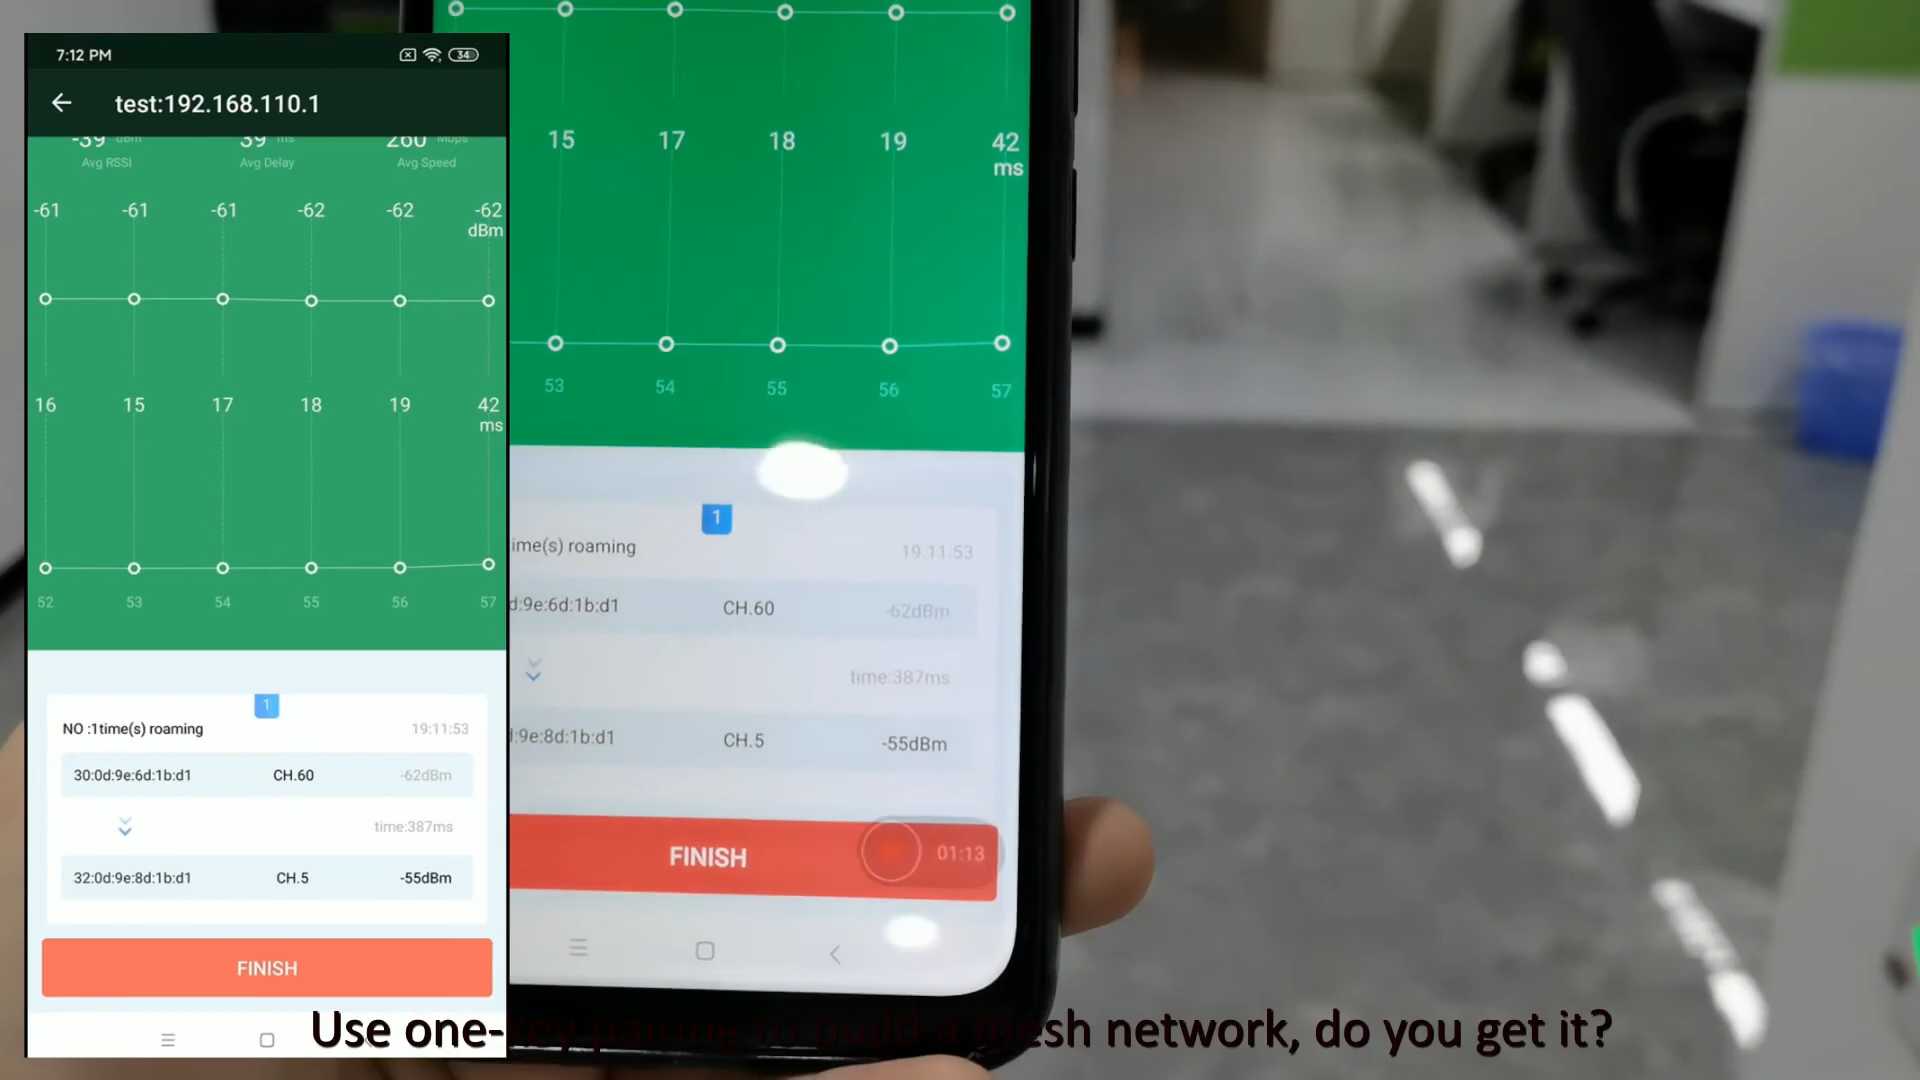 7:12 PM
34
test:192.168.110.1
-39 dBm 39 ms 260 Mbps
Avg RSSI Avg Delay Avg Speed
-61 -61 -61 -62 -62 -62
dBm
16 15 17 18 19 42
ms
52 53 54 55 56 57
1
NO :1time(s) roaming 19:11:53
30:0d:9e:6d:1b:d1 CH.60 -62dBm
time:387ms
32:0d:9e:8d:1b:d1 CH.5 -55dBm
FINISH
15 17 18 19 42
ms
53 54 55 56 57
1
ime(s) roaming 19:11:53
d:9e:6d:1b:d1 CH.60 -62dBm
time:387ms
d:9e:8d:1b:d1 CH.5 -55dBm
FINISH 01:13
Use one-key pairing to build a mesh network, do you get it?